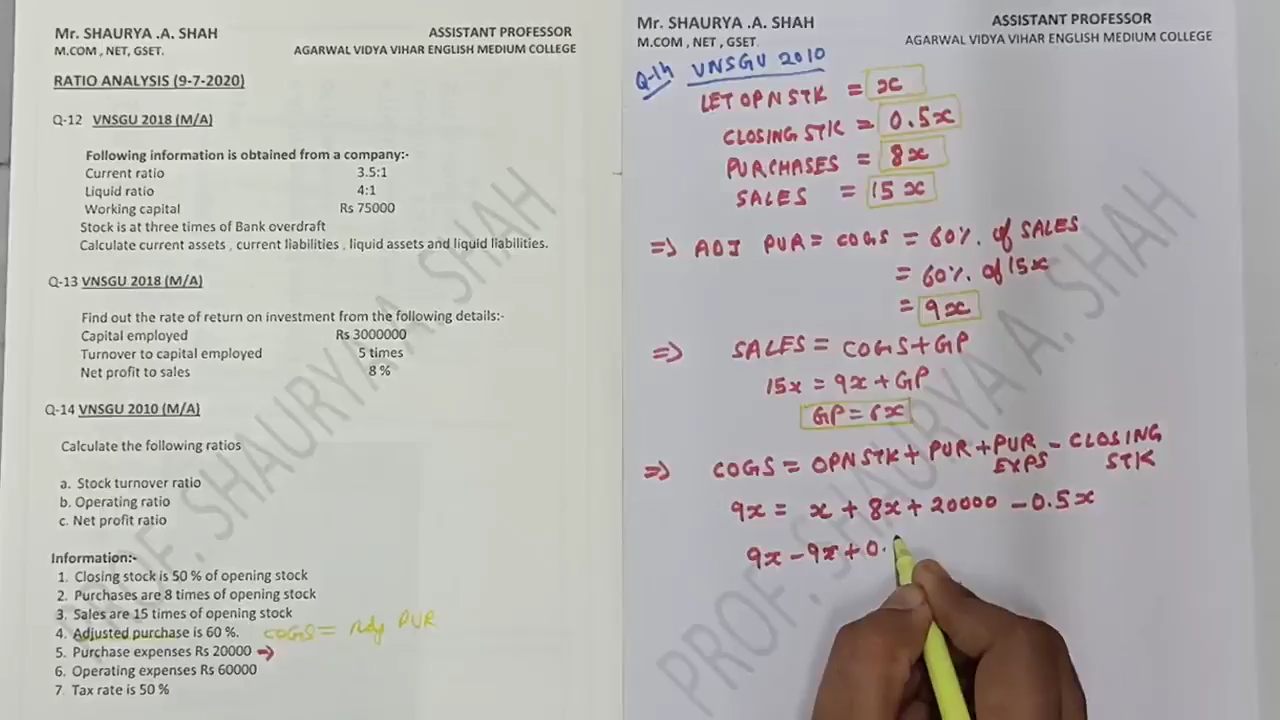 Mr. SHAURYA .A. SHAH ASSISTANT PROFESSOR
M.COM , NET, GSET. AGARWAL VIDYA VIHAR ENGLISH MEDIUM COLLEGE
RATIO ANALYSIS (9-7-2020)
Q-12 VNSGU 2018 (M/A)
Following information is obtained from a company:-
Current ratio 3.5:1
Liquid ratio 4:1
Working capital Rs 75000
Stock is at three times of Bank overdraft
Calculate current assets , current liabilities , liquid assets and liquid liabilities.
Q-13 VNSGU 2018 (M/A)
Find out the rate of return on investment from the following details:-
Capital employed Rs 3000000
Turnover to capital employed 5 times
Net profit to sales 8 %
Q-14 VNSGU 2010 (M/A)
Calculate the following ratios
a. Stock turnover ratio
b. Operating ratio
c. Net profit ratio
Information:-
1. Closing stock is 50 % of opening stock
2. Purchases are 8 times of opening stock
3. Sales are 15 times of opening stock
4. Adjusted purchase is 60 %. COGS = Adj PUR
5. Purchase expenses Rs 20000 →
6. Operating expenses Rs 60000
7. Tax rate is 50 %
PROF. SHAURYA A. SHAH
Mr. SHAURYA .A. SHAH ASSISTANT PROFESSOR
M.COM , NET , GSET. AGARWAL VIDYA VIHAR ENGLISH MEDIUM COLLEGE
Q-14 VNSGU 2010
LET OPN STK = x
CLOSING STK = 0.5x
PURCHASES = 8x
SALES = 15x
⇒ ADJ PUR = COGS = 60%. of SALES
= 60%. of 15x
= 9x
⇒ SALES = COGS + GP
15x = 9x + GP
GP = 6x
⇒ COGS = OPN STK + PUR + PUR EXPS - CLOSING STK
9x = x + 8x + 20000 - 0.5x
9x - 9x + 0.
PROF. SHAURYA A. SHAH